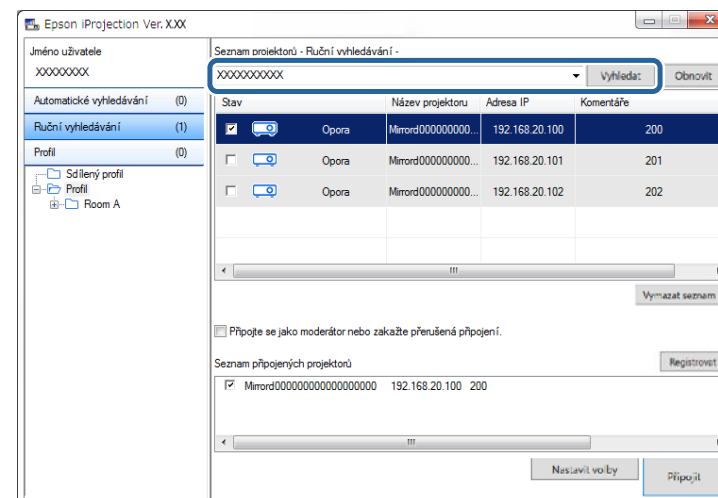 Epson iProjection Ver. X.XX
Jméno uživatele
XXXXXXXX
Automatické vyhledávání (0)
Ruční vyhledávání (1)
Profil (0)
Sdílený profil
Profil
Room A
Seznam projektorů - Ruční vyhledávání -
XXXXXXXXXX Vyhledat Obnovit
Stav Název projektoru Adresa IP Komentáře
Opora Mirrord000000000... 192.168.20.100 200
Opora Mirrord000000000... 192.168.20.101 201
Opora Mirrord000000000... 192.168.20.102 202
Vymazat seznam
Připojte se jako moderátor nebo zakažte přerušená připojení.
Seznam připojených projektorů Registrovat
Mirrord000000000000000000 192.168.20.100 200
Nastavit volby Připojit